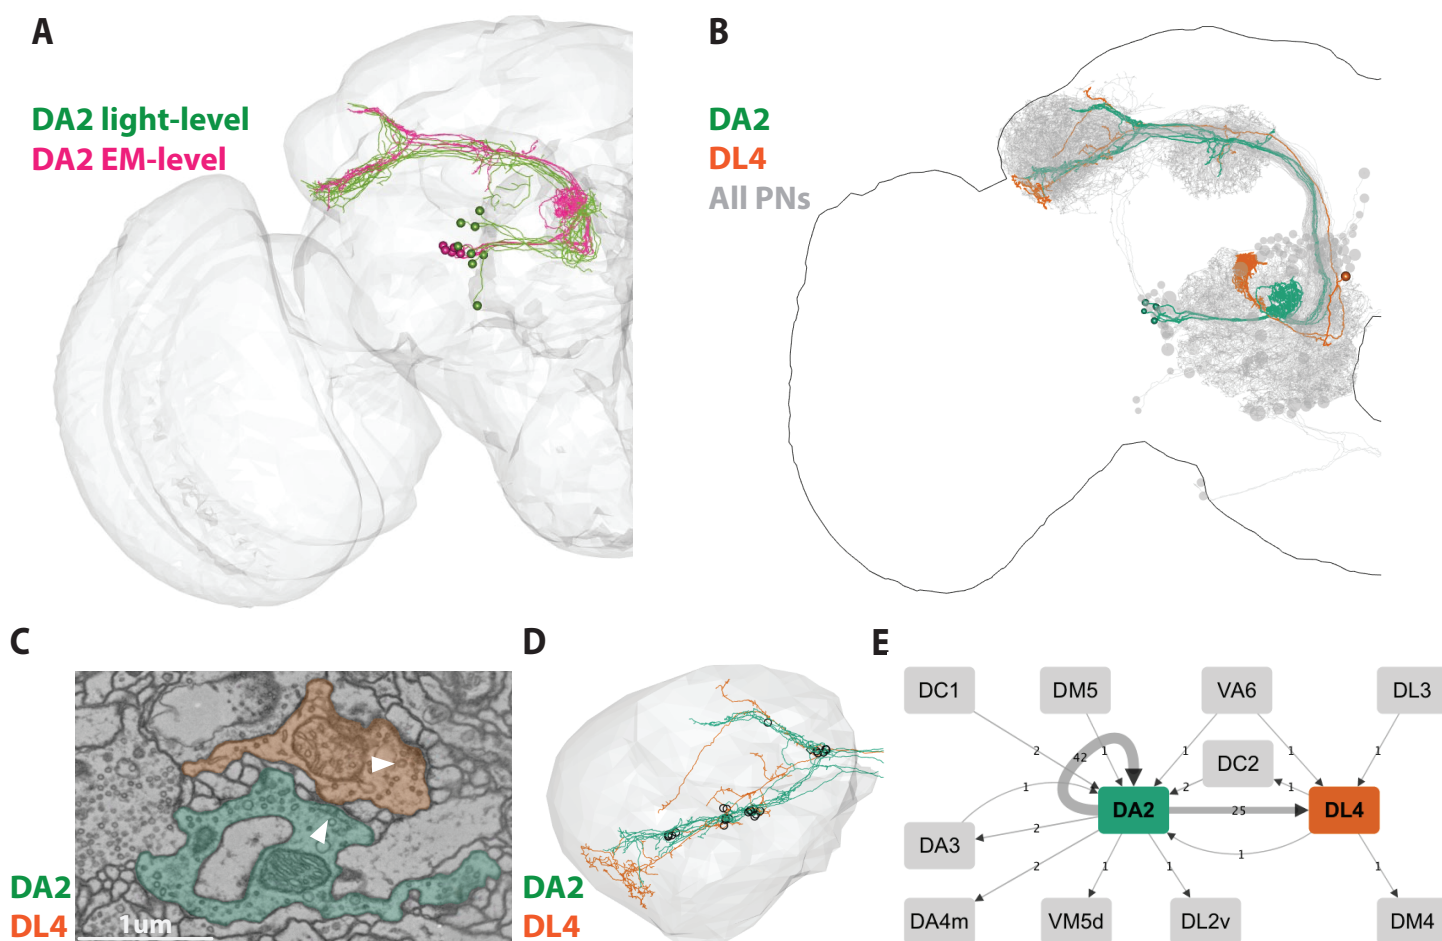 A
DA2 light-level
DA2 EM-level
B
DA2
DL4
All PNs
C
DA2
DL4
1um
D
DA2
DL4
E
DC1
DM5
VA6
DL3
2
42
1
1
1
1
DC2
1
2
1
DA2
25
DL4
DA3
2
1
2
1
1
1
DA4m
VM5d
DL2v
DM4